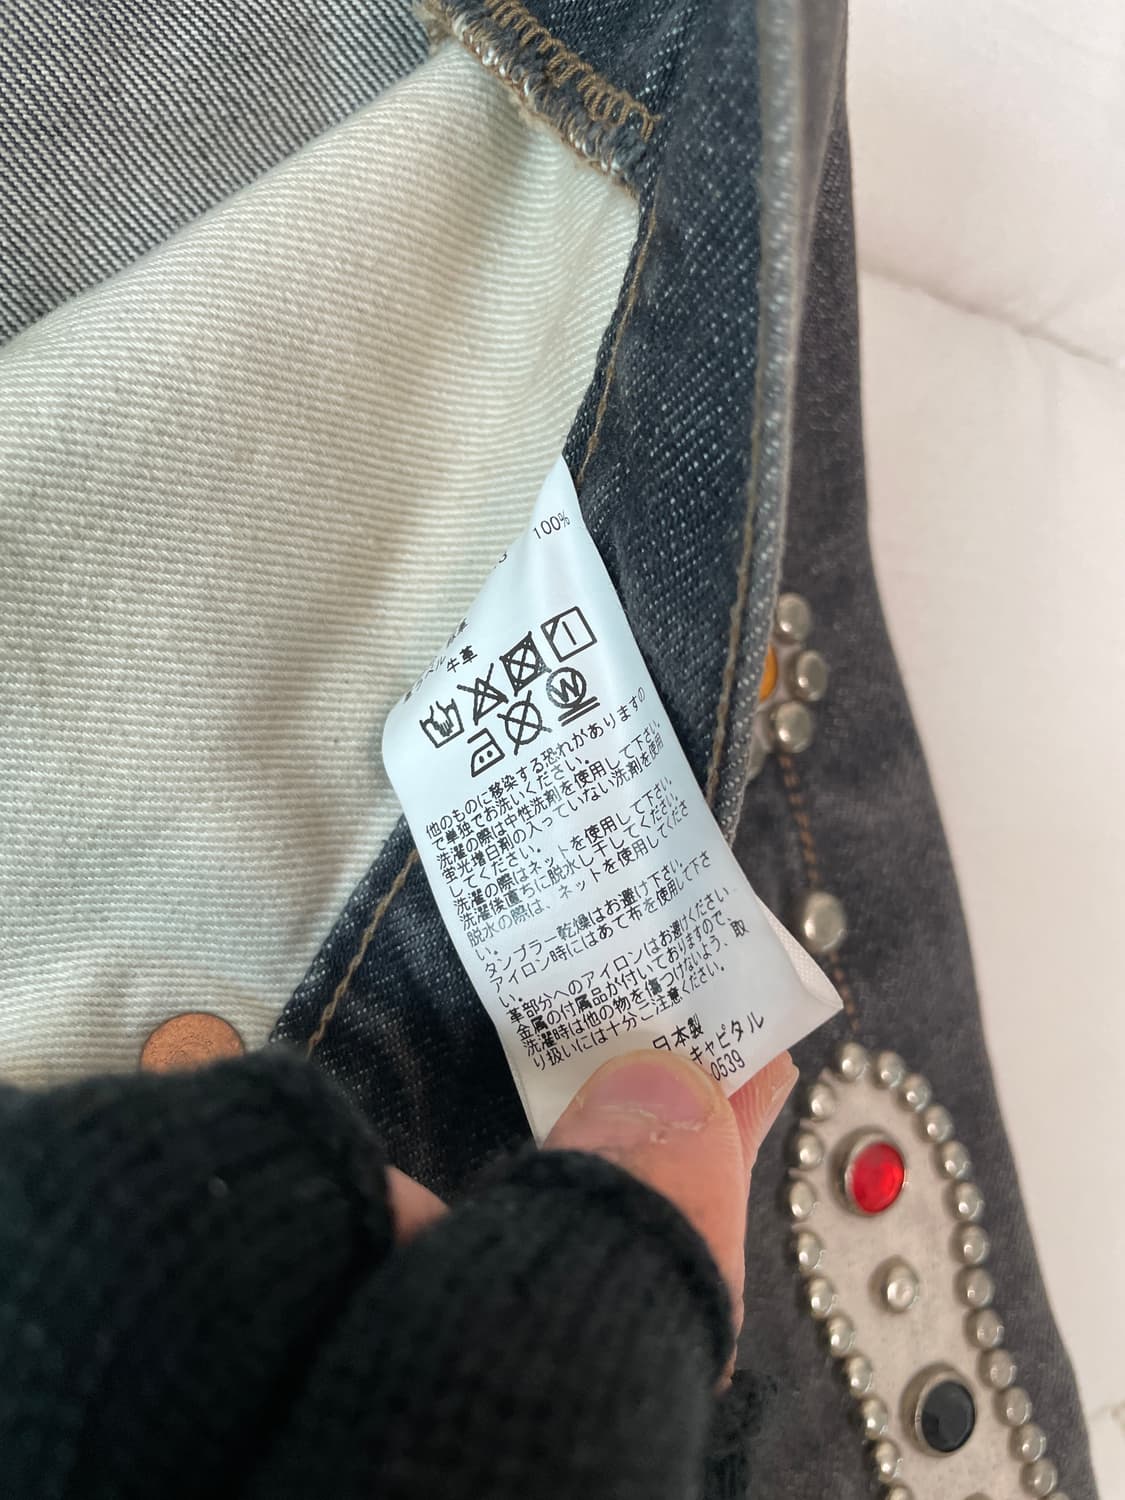 100%
牛革
W
他のものに移染する恐れがありますの
で単独でお洗いください。
洗濯の際は中性洗剤を使用して下さい。
蛍光増白剤の入っていない洗剤を使用
してください。
洗濯の際はネットを使用して下さい。
洗濯後直ちに脱水し干してください。
脱水の際は、ネットを使用してくださ
い。
タンブラー乾燥はお避け下さい。
アイロン時にはあて布を使用して下さ
い。
革部分へのアイロンはお避けください
金属の付属品が付いておりますので、
洗濯時は他の物を傷つけないよう、取
り扱いには十分ご注意ください。
日本製
キャピタル
0539